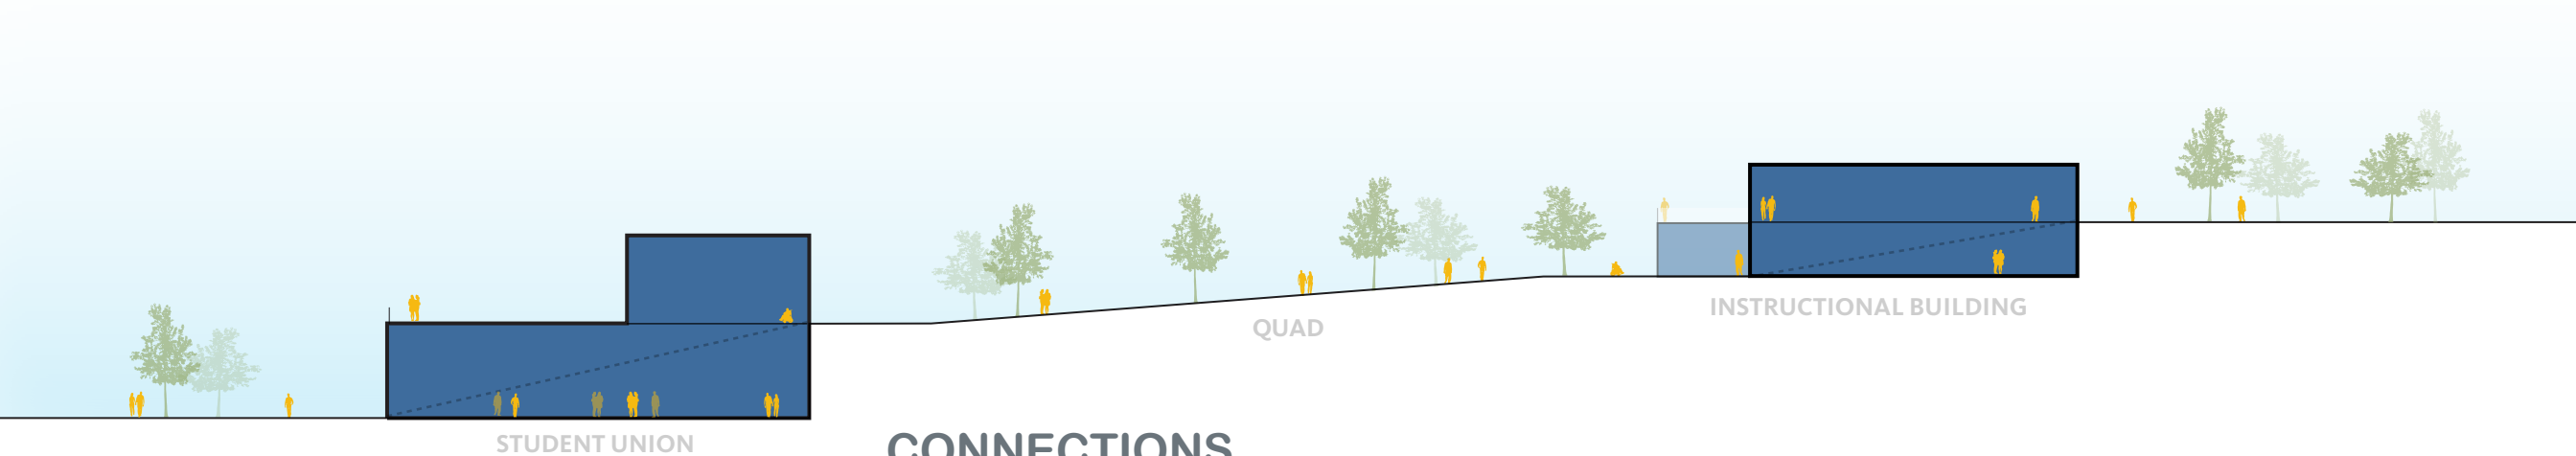 QUAD
INSTRUCTIONAL BUILDING
STUDENT UNION
CONNECTIONS